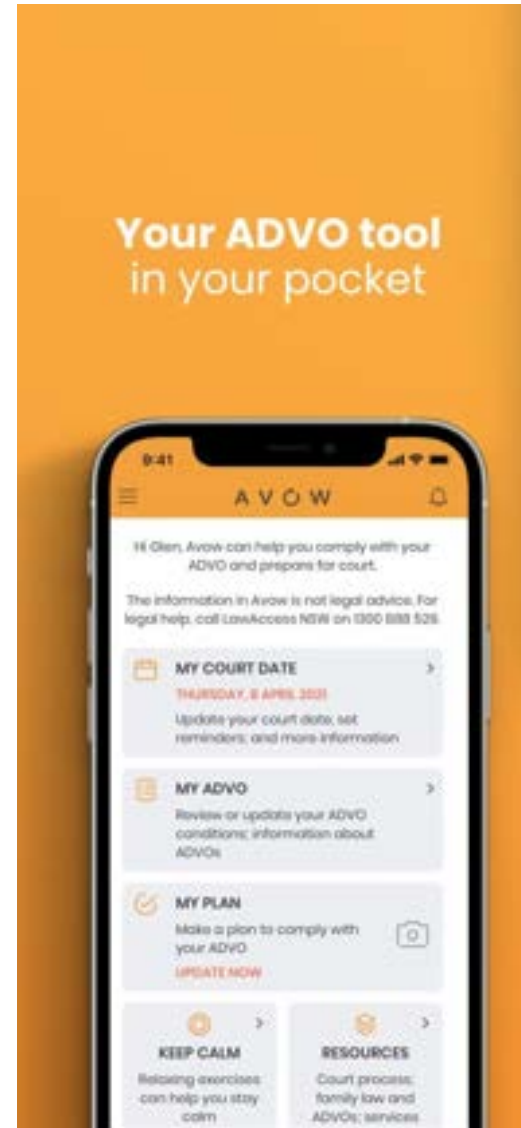 Your ADVO tool
in your pocket
9:41
AVOW
Hi Glen, Avow can help you comply with your
ADVO and prepare for court.
The information in Avow is not legal advice. For
legal help, call LawAccess NSW on 1300 888 529.
MY COURT DATE
THURSDAY, 8 APRIL 2021
Update your court date, set
reminders; and more information
MY ADVO
Review or update your ADVO
conditions; information about
ADVOs
MY PLAN
Make a plan to comply with
your ADVO
UPDATE NOW
KEEP CALM
Relaxing exercises
can help you stay
calm
RESOURCES
Court process;
family law and
ADVOs; services